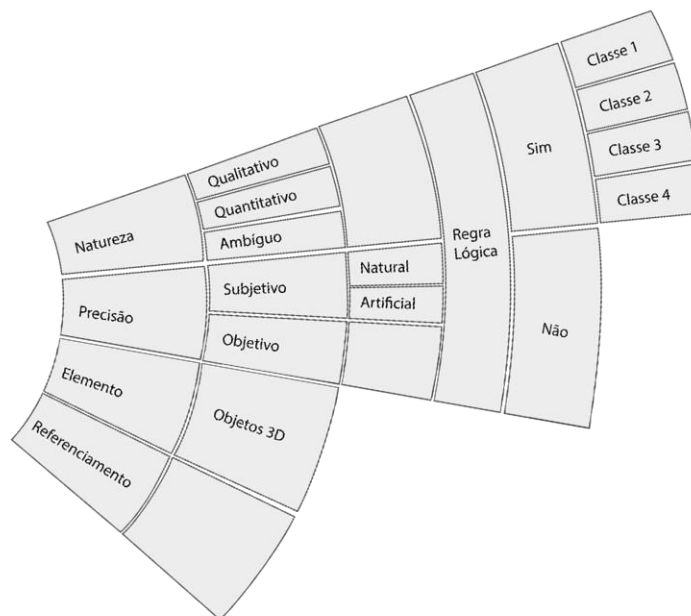 Natureza
Qualitativo
Quantitativo
Ambíguo
Precisão
Subjetivo
Natural
Artificial
Objetivo
Elemento
Objetos 3D
Referenciamento
Regra
Lógica
Sim
Classe 1
Classe 2
Classe 3
Classe 4
Não